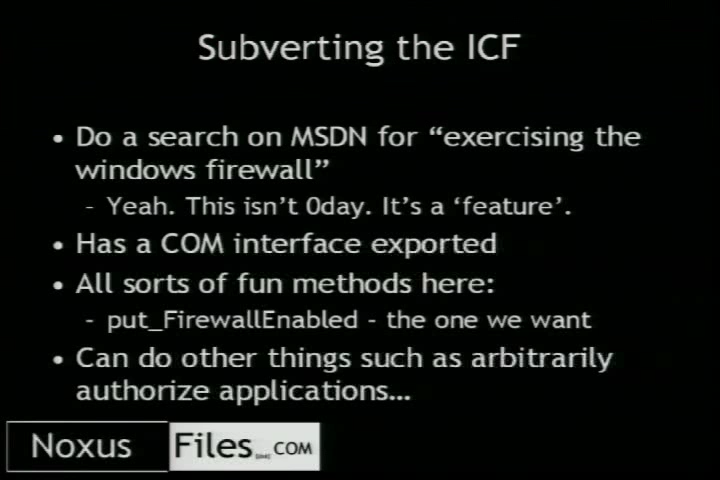 Subverting the ICF
• Do a search on MSDN for “exercising the
windows firewall”
– Yeah. This isn’t 0day. It’s a ‘feature’.
• Has a COM interface exported
• All sorts of fun methods here:
– put_FirewallEnabled – the one we want
• Can do other things such as arbitrarily
authorize applications…
Noxus Files .COM